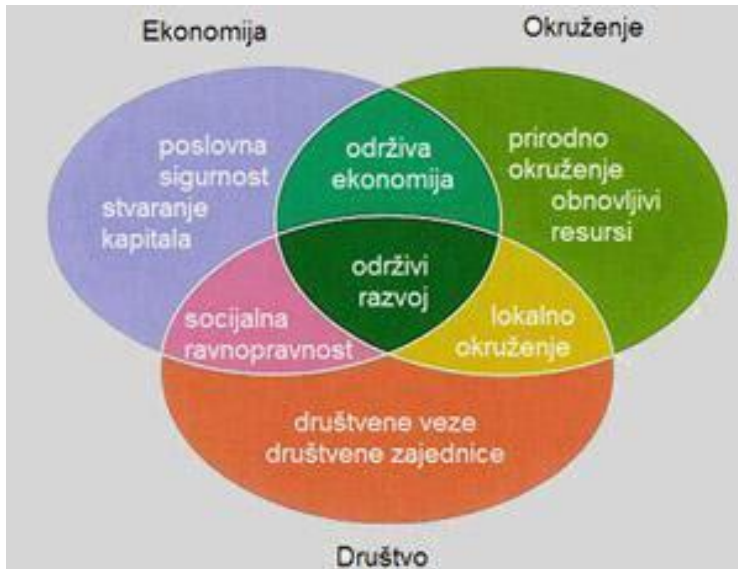 Ekonomija
Okruženje
poslovna
sigurnost
stvaranje
kapitala
održiva
ekonomija
prirodno
okruženje
obnovljivi
resursi
održivi
razvoj
socijalna
ravnopravnost
lokalno
okruženje
društvene veze
društvene zajednice
Društvo